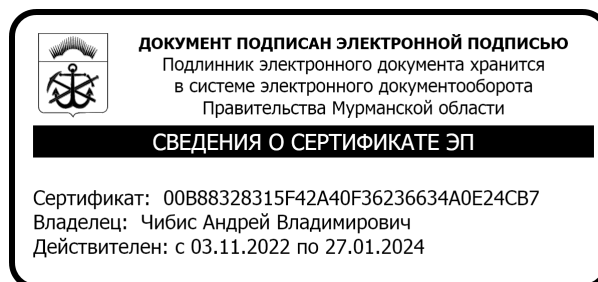 ДОКУМЕНТ ПОДПИСАН ЭЛЕКТРОННОЙ ПОДПИСЬЮ
Подлинник электронного документа хранится
в системе электронного документооборота
Правительства Мурманской области
СВЕДЕНИЯ О СЕРТИФИКАТЕ ЭП
Сертификат: 00B88328315F42A40F36236634A0E24CB7
Владелец: Чибис Андрей Владимирович
Действителен: с 03.11.2022 по 27.01.2024